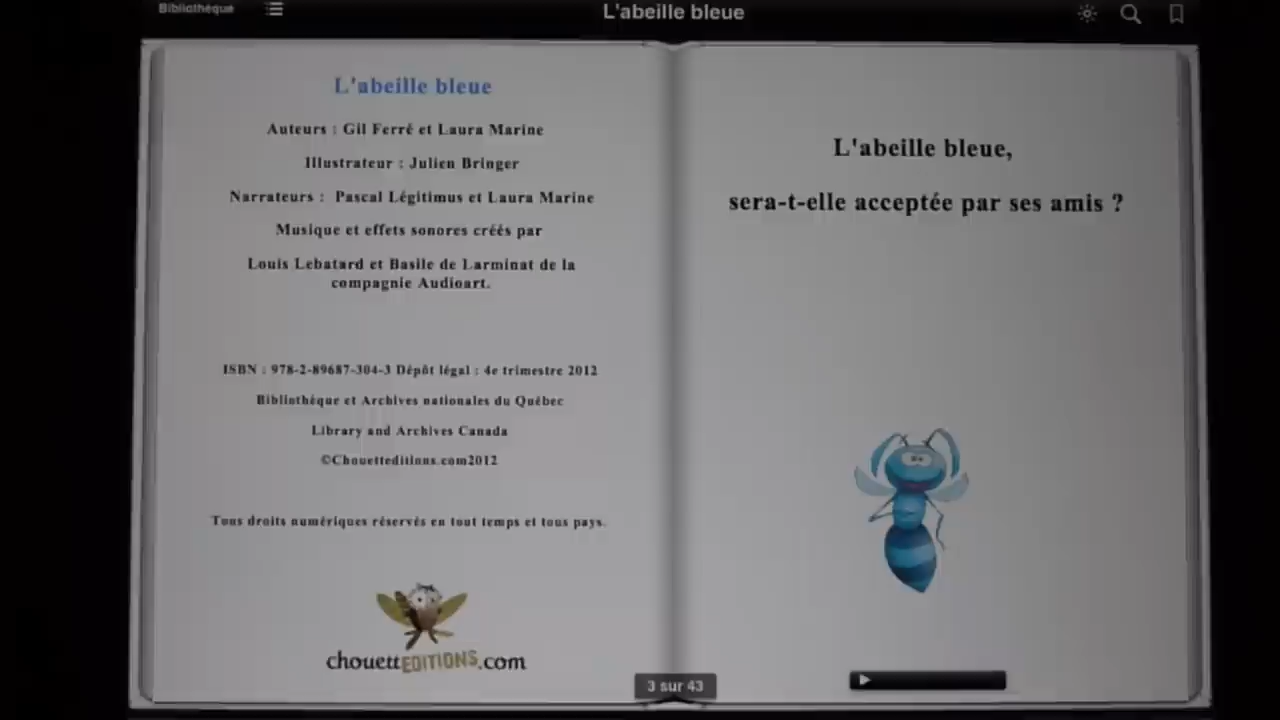 Bibliothèque
L'abeille bleue
L'abeille bleue
Auteurs : Gil Ferré et Laura Marine
Illustrateur : Julien Bringer
Narrateurs : Pascal Légitimus et Laura Marine
Musique et effets sonores créés par
Louis Lebatard et Basile de Larminat de la
compagnie Audioart.
ISBN : 978-2-89687-304-3 Dépôt légal : 4e trimestre 2012
Bibliothèque et Archives nationales du Québec
Library and Archives Canada
©Chouetteditions.com2012
Tous droits numériques réservés en tout temps et tous pays.
chouettEDITIONS.com
L'abeille bleue,
sera-t-elle acceptée par ses amis ?
3 sur 43